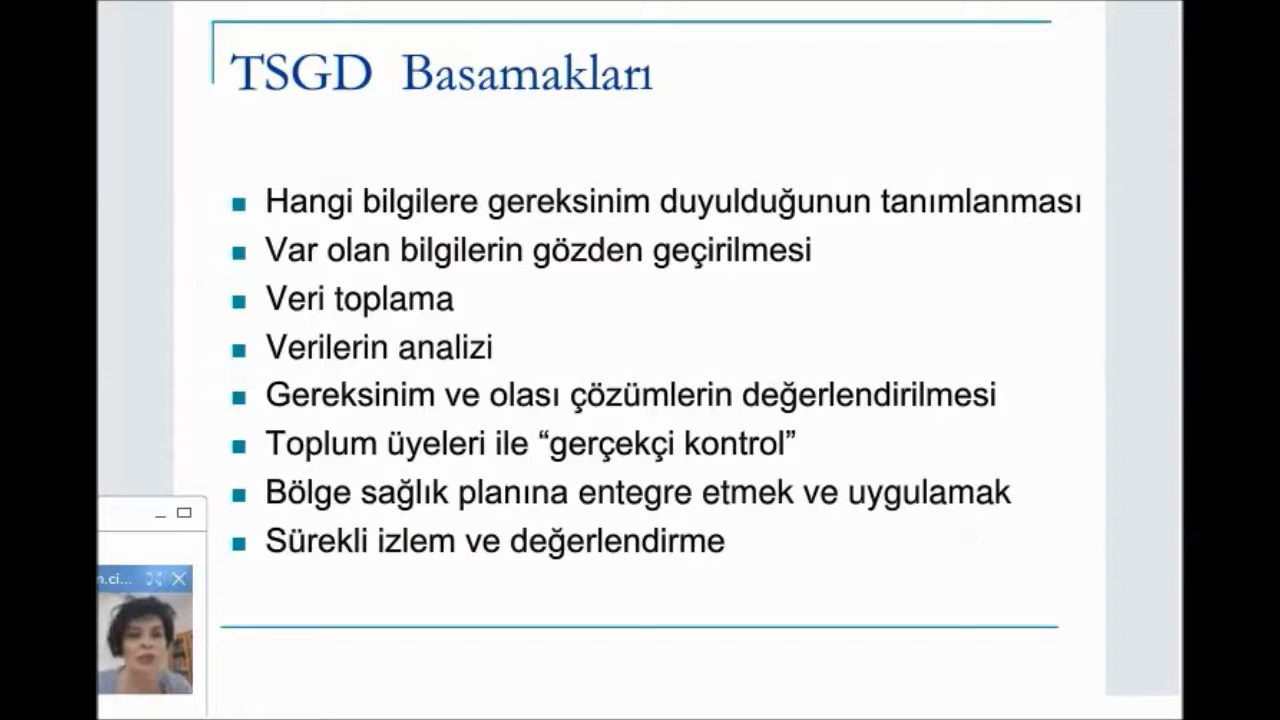 TSGD Basamakları
Hangi bilgilere gereksinim duyulduğunun tanımlanması
Var olan bilgilerin gözden geçirilmesi
Veri toplama
Verilerin analizi
Gereksinim ve olası çözümlerin değerlendirilmesi
Toplum üyeleri ile “gerçekçi kontrol”
Bölge sağlık planına entegre etmek ve uygulamak
Sürekli izlem ve değerlendirme